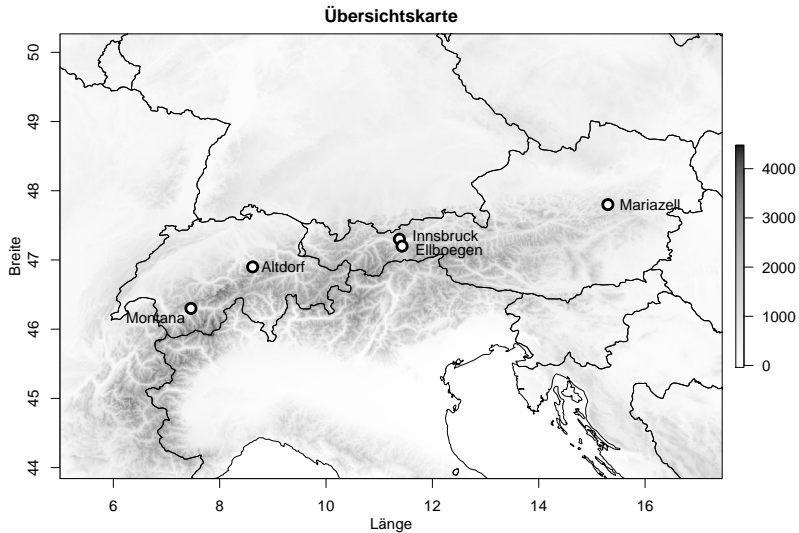 Übersichtskarte
50
49
48
47
46
45
44
Breite
Mariazell
Innsbruck
Ellboegen
Altdorf
Montana
4000
3000
2000
1000
0
6
8
10
12
14
16
Länge